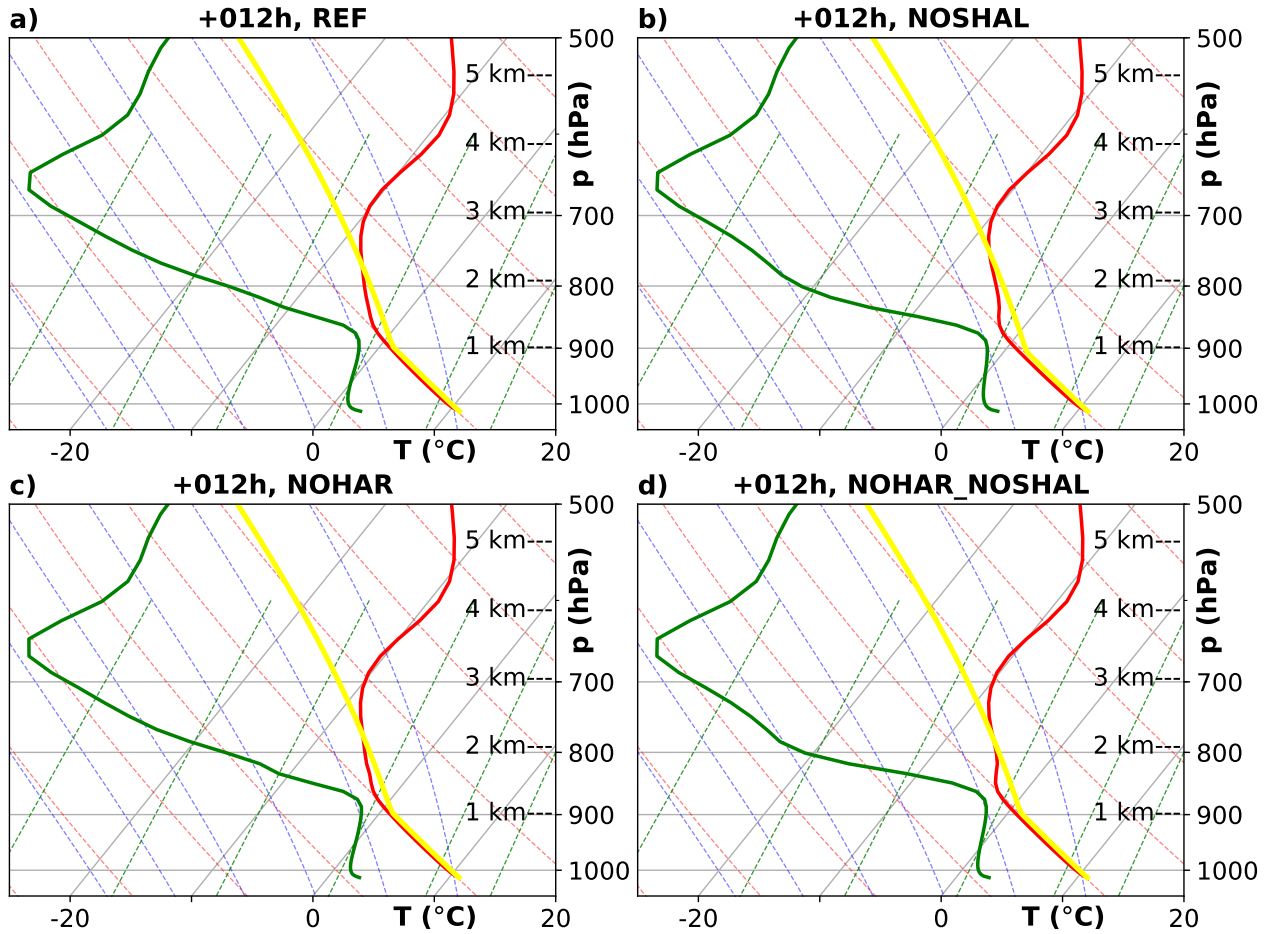 a) +012h, REF
500
5 km
4 km
p (hPa)
3 km
700
2 km
800
1 km
900
1000
-20 0 T (°C) 20
b) +012h, NOSHAL
500
5 km
4 km
p (hPa)
3 km
700
2 km
800
1 km
900
1000
-20 0 T (°C) 20
c) +012h, NOHAR
500
5 km
4 km
p (hPa)
3 km
700
2 km
800
1 km
900
1000
-20 0 T (°C) 20
d) +012h, NOHAR_NOSHAL
500
5 km
4 km
p (hPa)
3 km
700
2 km
800
1 km
900
1000
-20 0 T (°C) 20